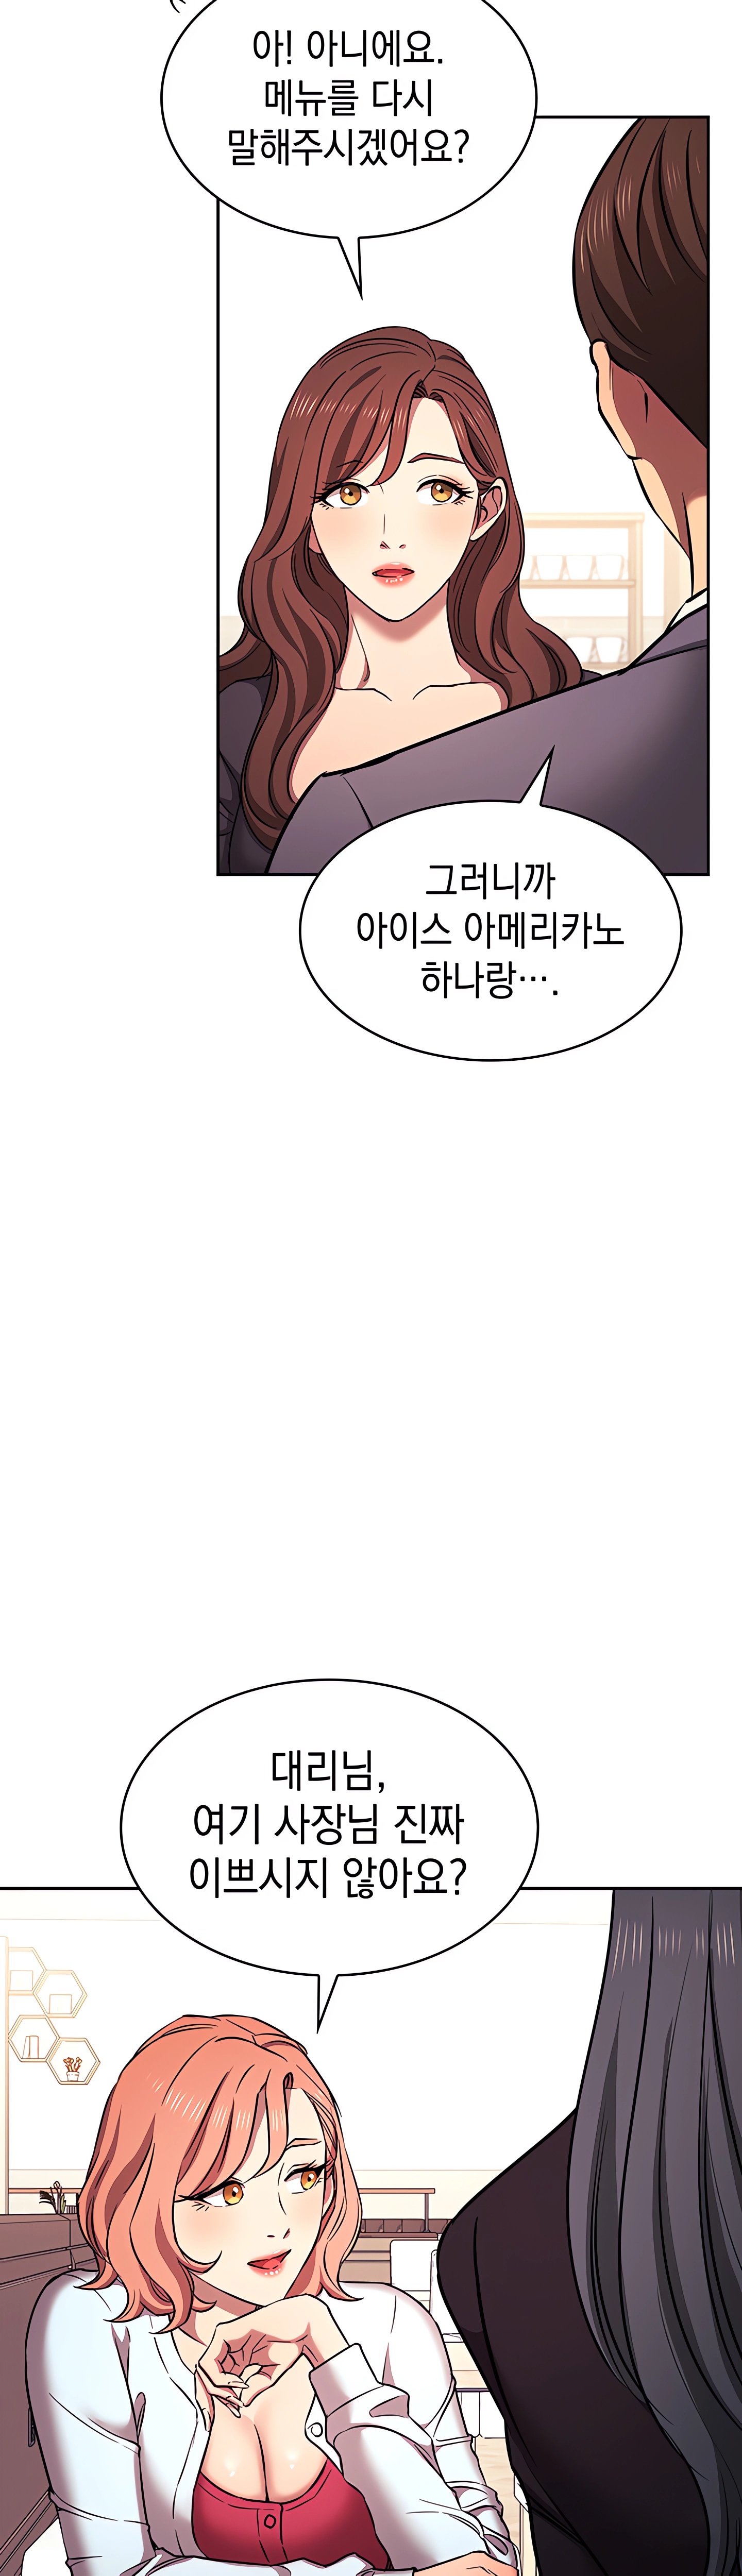 아! 아니에요.
메뉴를 다시
말해주시겠어요?
그러니까
아이스 아메리카노
하나랑….
대리님,
여기 사장님 진짜
이쁘시지 않아요?